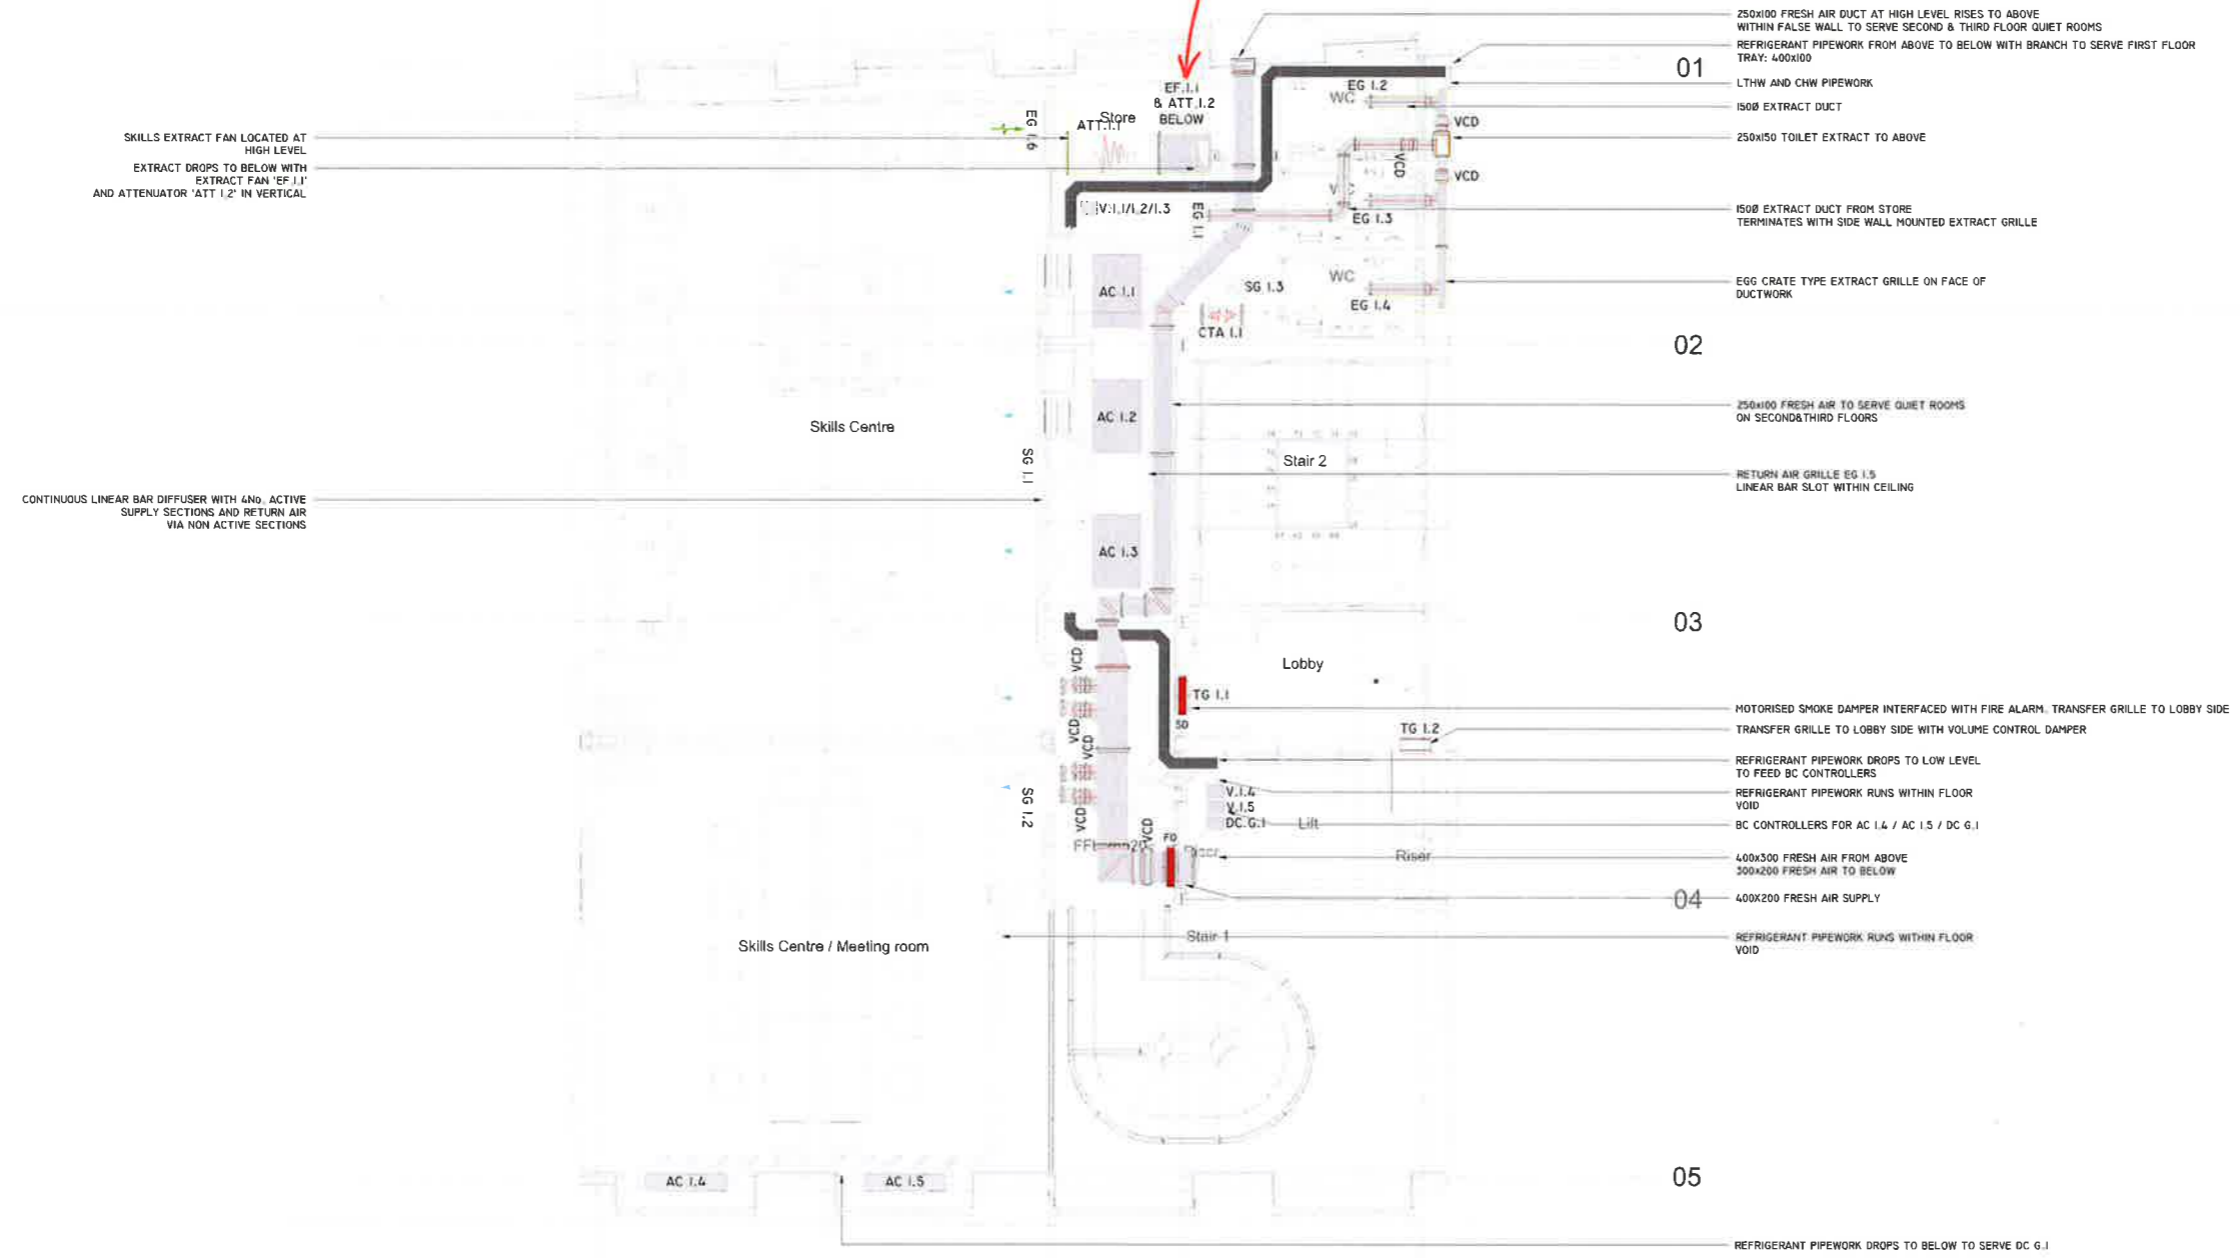 250x100 FRESH AIR DUCT AT HIGH LEVEL RISES TO ABOVE
WITHIN FALSE WALL TO SERVE SECOND & THIRD FLOOR QUIET ROOMS
REFRIGERANT PIPEWORK FROM ABOVE TO BELOW WITH BRANCH TO SERVE FIRST FLOOR
TRAY: 400x100
01
LTHW AND CHW PIPEWORK
150Ø EXTRACT DUCT
250x150 TOILET EXTRACT TO ABOVE
150Ø EXTRACT DUCT FROM STORE
TERMINATES WITH SIDE WALL MOUNTED EXTRACT GRILLE
EGG CRATE TYPE EXTRACT GRILLE ON FACE OF
DUCTWORK
02
250x100 FRESH AIR TO SERVE QUIET ROOMS
ON SECOND&THIRD FLOORS
RETURN AIR GRILLE EG 1.5
LINEAR BAR SLOT WITHIN CEILING
03
MOTORISED SMOKE DAMPER INTERFACED WITH FIRE ALARM. TRANSFER GRILLE TO LOBBY SIDE
TRANSFER GRILLE TO LOBBY SIDE WITH VOLUME CONTROL DAMPER
REFRIGERANT PIPEWORK DROPS TO LOW LEVEL
TO FEED BC CONTROLLERS
REFRIGERANT PIPEWORK RUNS WITHIN FLOOR
VOID
BC CONTROLLERS FOR AC 1.4 / AC 1.5 / DC G.1
400x300 FRESH AIR FROM ABOVE
300x200 FRESH AIR TO BELOW
04
400X200 FRESH AIR SUPPLY
REFRIGERANT PIPEWORK RUNS WITHIN FLOOR
VOID
05
REFRIGERANT PIPEWORK DROPS TO BELOW TO SERVE DC G.1
SKILLS EXTRACT FAN LOCATED AT
HIGH LEVEL
EXTRACT DROPS TO BELOW WITH
EXTRACT FAN 'EF.1.1'
AND ATTENUATOR 'ATT 1.2' IN VERTICAL
CONTINUOUS LINEAR BAR DIFFUSER WITH 4No. ACTIVE
SUPPLY SECTIONS AND RETURN AIR
VIA NON ACTIVE SECTIONS
EF.1.1
& ATT.1.2
BELOW
Store
ATT.1.1
EG 1.6
EG 1.2
WC
VCD
VCD
VCD
V.1.1/1.2/1.3
EG 1.1
EG 1.3
AC 1.1
SG 1.3
WC
EG 1.4
CTA 1.1
AC 1.2
Skills Centre
SG 1.1
Stair 2
AC 1.3
Lobby
VCD
TG 1.1
SD
TG 1.2
VCD
VCD
SG 1.2
V.1.4
V.1.5
DC.G.1
Lift
VCD
VCD
FD
Riser
Skills Centre / Meeting room
Stair 1
AC 1.4
AC 1.5